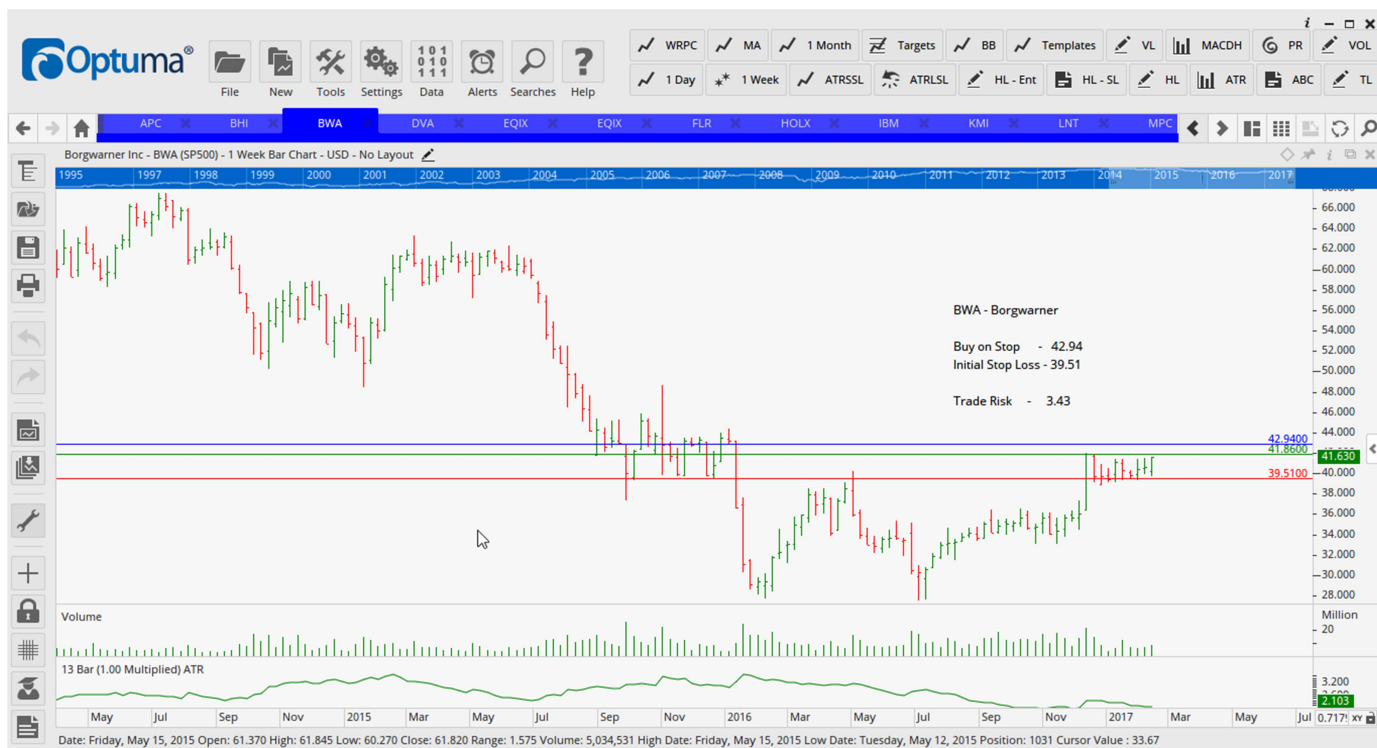 i
Optuma®
File New Tools Settings Data Alerts Searches Help
101
010
111
WRPC MA 1 Month Targets BB Templates VL MACDH PR VOL
1 Day 1 Week ATRSSL ATRLSL HL - Ent HL - SL HL ATR ABC TL
APC BHI BWA DVA EQIX EQIX FLR HOLX IBM KMI LNT MPC
Borgwarner Inc - BWA (SP500) - 1 Week Bar Chart - USD - No Layout
1995 1997 1998 1999 2000 2001 2002 2003 2004 2005 2006 2007 2008 2009 2010 2011 2012 2013 2014 2015 2016 2017
66.000
64.000
62.000
60.000
58.000
BWA - Borgwarner
56.000
54.000
Buy on Stop - 42.94
52.000
Initial Stop Loss - 39.51
50.000
Trade Risk - 3.43
48.000
46.000
44.000
42.9400
41.8600
41.630
40.000
39.5100
38.000
36.000
34.000
32.000
30.000
28.000
Volume
Million
20
13 Bar (1.00 Multiplied) ATR
3.200
2.103
May Jul Sep Nov 2015 Mar May Jul Sep Nov 2016 Mar May Jul Sep Nov 2017 Mar May Jul
XY
Date: Friday, May 15, 2015 Open: 61.370 High: 61.845 Low: 60.270 Close: 61.820 Range: 1.575 Volume: 5,034,531 High Date: Friday, May 15, 2015 Low Date: Tuesday, May 12, 2015 Position: 1031 Cursor Value : 33.67